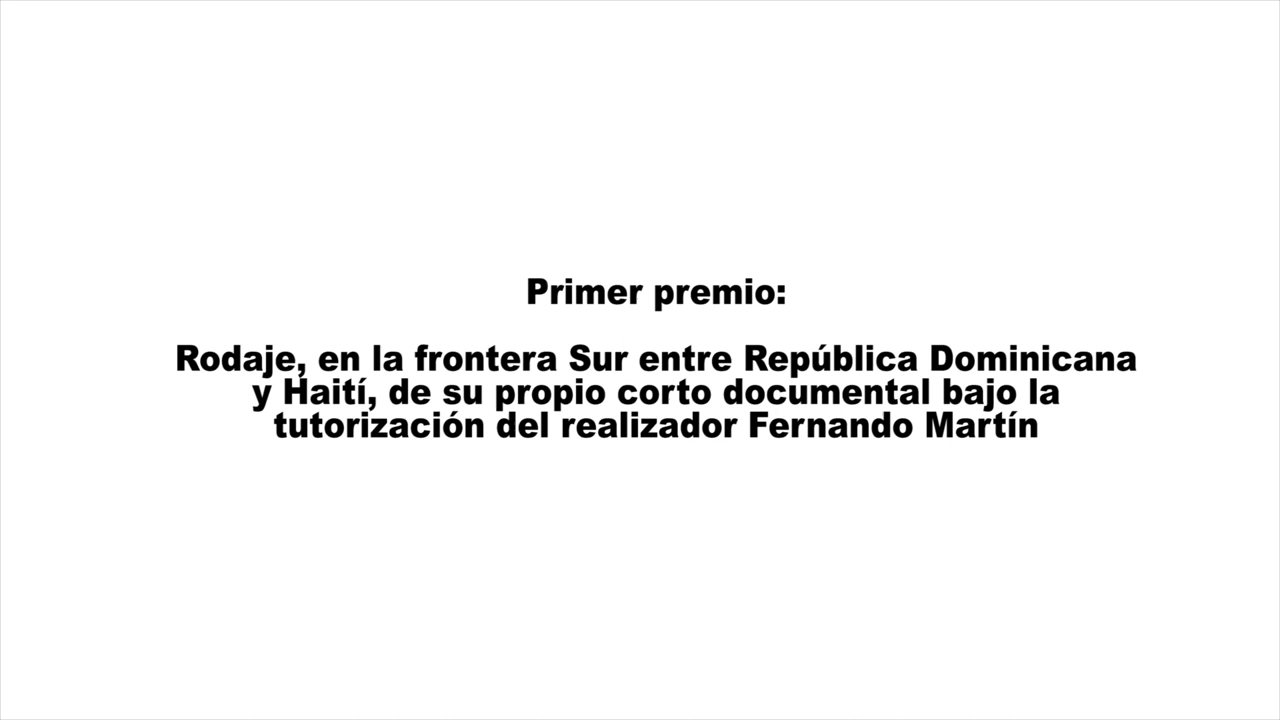 Primer premio:
Rodaje, en la frontera Sur entre República Dominicana
y Haití, de su propio corto documental bajo la
tutorización del realizador Fernando Martín